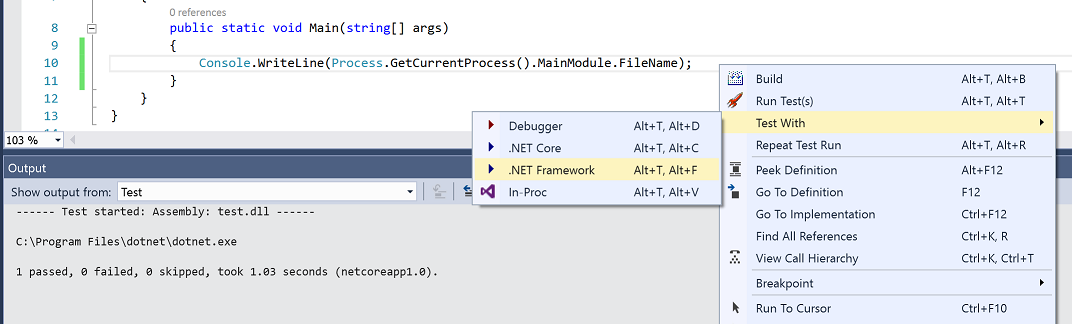 7 {
0 references
8 public static void Main(string[] args)
9 {
10 Console.WriteLine(Process.GetCurrentProcess().MainModule.FileName);
11 }
12 }
13 }
103 %
Build Alt+T, Alt+B
Run Test(s) Alt+T, Alt+T
Test With
Repeat Test Run Alt+T, Alt+R
Peek Definition Alt+F12
Go To Definition F12
Go To Implementation Ctrl+F12
Find All References Ctrl+K, R
View Call Hierarchy Ctrl+K, Ctrl+T
Breakpoint
Run To Cursor Ctrl+F10
Debugger Alt+T, Alt+D
.NET Core Alt+T, Alt+C
.NET Framework Alt+T, Alt+F
In-Proc Alt+T, Alt+V
Output
Show output from: Test
------ Test started: Assembly: test.dll ------
C:\Program Files\dotnet\dotnet.exe
1 passed, 0 failed, 0 skipped, took 1.03 seconds (netcoreapp1.0).